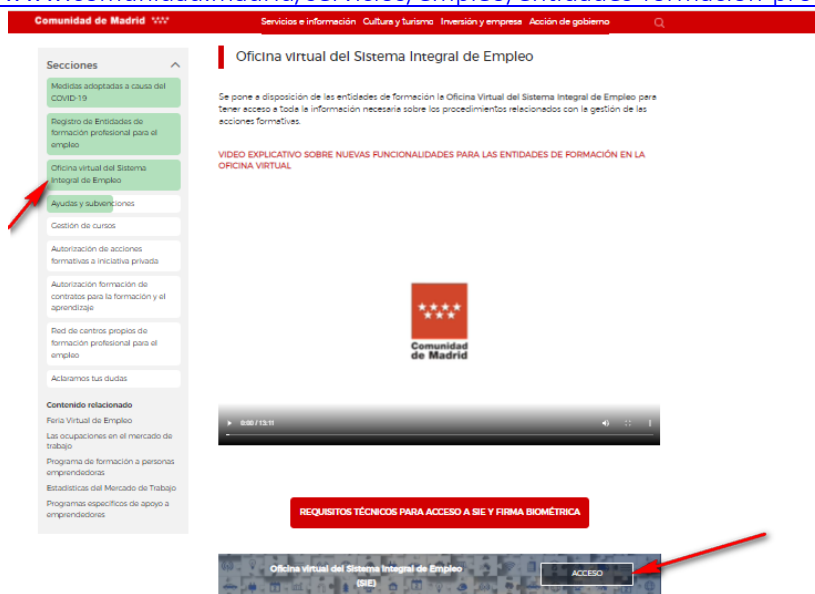 www.comunidad.madrid/servicios/empleo/entidades-formacion-pro
Comunidad de Madrid
Servicios e información Cultura y turismo Inversión y empresa Acción de gobierno
Secciones
Medidas adoptadas a causa del
COVID-19
Registro de Entidades de
formación profesional para el
empleo
Oficina virtual del Sistema
Integral de Empleo
Ayudas y subvenciones
Gestión de cursos
Autorización de acciones
formativas a iniciativa privada
Autorización formación de
contratos para la formación y el
aprendizaje
Red de centros propios de
formación profesional para el
empleo
Aclaramos tus dudas
Contenido relacionado
Feria Virtual de Empleo
Las ocupaciones en el mercado de
trabajo
Programa de formación a personas
emprendedoras
Estadísticas del Mercado de Trabajo
Programas específicos de apoyo a
emprendedores
Oficina virtual del Sistema Integral de Empleo
Se pone a disposición de las entidades de formación la Oficina Virtual del Sistema Integral de Empleo para
tener acceso a toda la información necesaria sobre los procedimientos relacionados con la gestión de las
acciones formativas.
VIDEO EXPLICATIVO SOBRE NUEVAS FUNCIONALIDADES PARA LAS ENTIDADES DE FORMACIÓN EN LA
OFICINA VIRTUAL
Comunidad
de Madrid
0:00 / 13:11
REQUISITOS TÉCNICOS PARA ACCESO A SIE Y FIRMA BIOMÉTRICA
Oficina virtual del Sistema Integral de Empleo
(SIE)
ACCESO